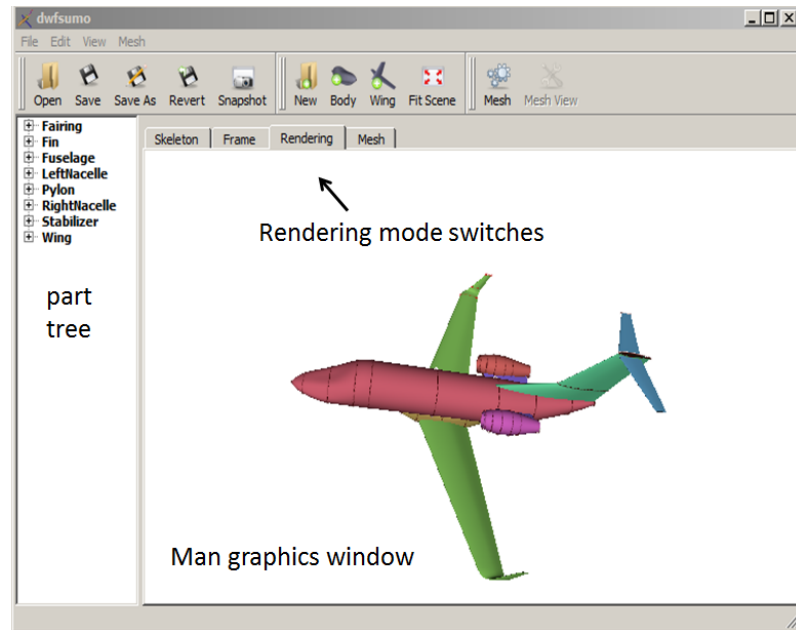 dwfsumo
File Edit View Mesh
Open Save Save As Revert Snapshot New Body Wing Fit Scene Mesh Mesh View
Fairing
Fin
Fuselage
LeftNacelle
Pylon
RightNacelle
Stabilizer
Wing
Skeleton Frame Rendering Mesh
Rendering mode switches
part
tree
Man graphics window